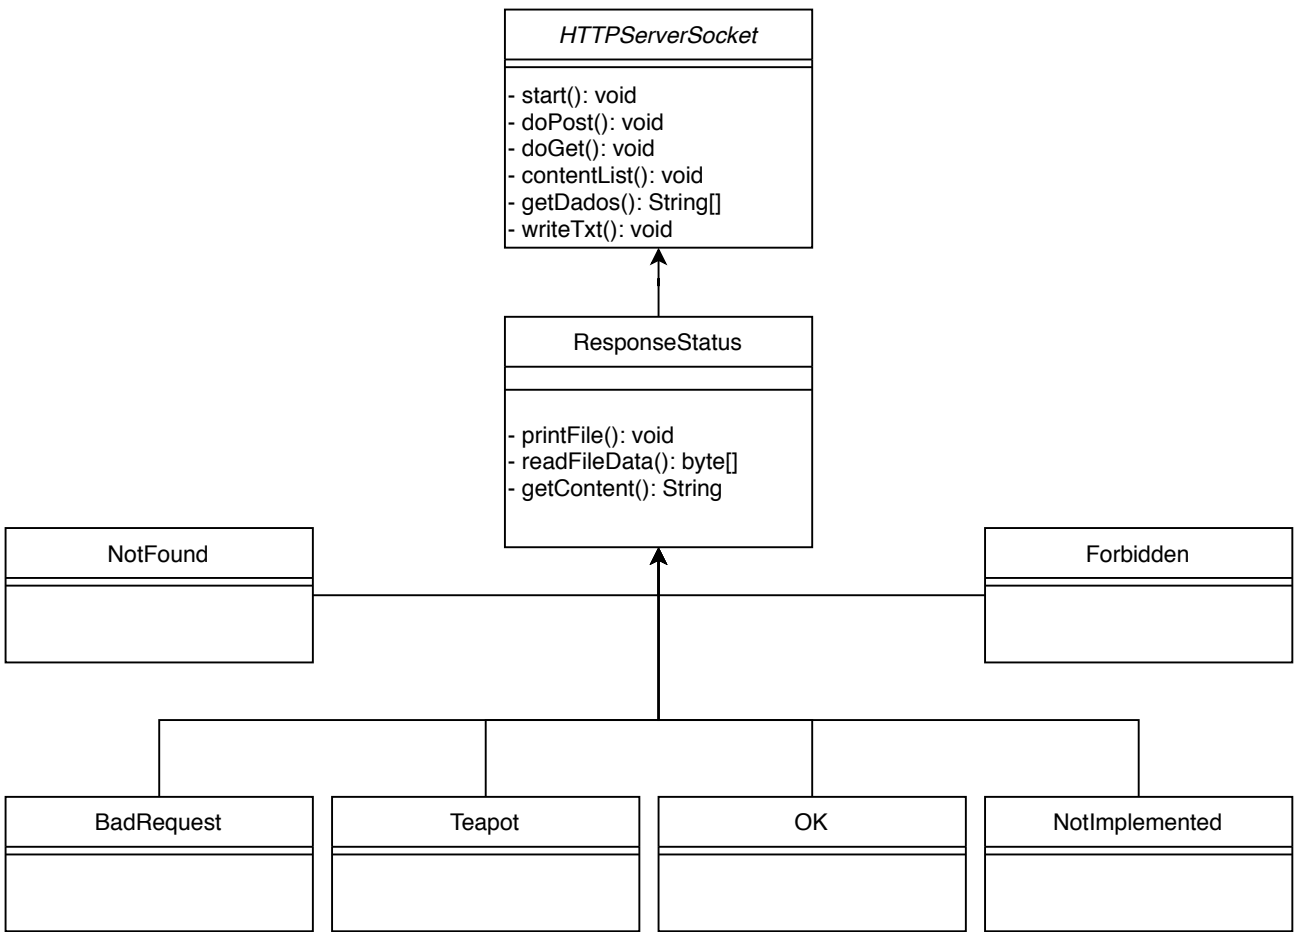 HTTPServerSocket
- start(): void
- doPost(): void
- doGet(): void
- contentList(): void
- getDados(): String[]
- writeTxt(): void
ResponseStatus
- printFile(): void
- readFileData(): byte[]
- getContent(): String
NotFound
Forbidden
BadRequest
Teapot
OK
NotImplemented